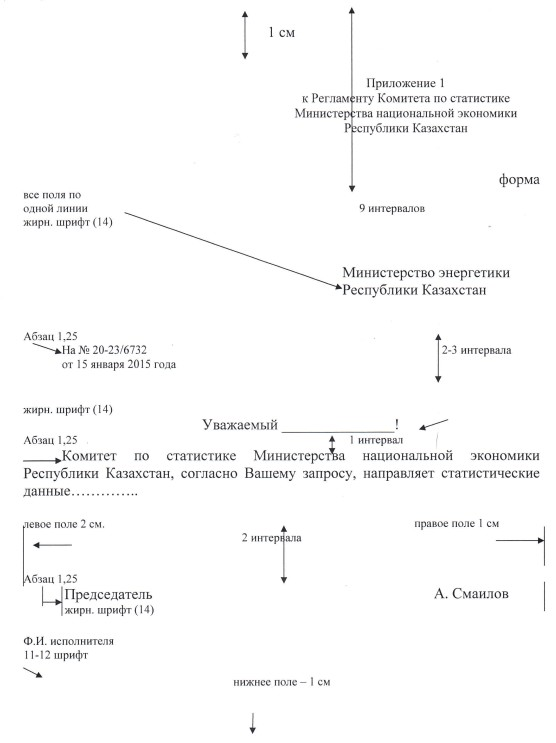 1 см
Приложение 1
к Регламенту Комитета по статистике
Министерства национальной экономики
Республики Казахстан
форма
все поля по
одной линии
жирн. шрифт (14)
9 интервалов
Министерство энергетики
Республики Казахстан
Абзац 1,25
На № 20-23/6732
от 15 января 2015 года
2-3 интервала
жирн. шрифт (14)
Уважаемый ________________!
Абзац 1,25
1 интервал
Комитет по статистике Министерства национальной экономики
Республики Казахстан, согласно Вашему запросу, направляет статистические
данные…………..
левое поле 2 см.
2 интервала
правое поле 1 см
Абзац 1,25
Председатель
А. Смаилов
жирн. шрифт (14)
Ф.И. исполнителя
11-12 шрифт
нижнее поле – 1 см